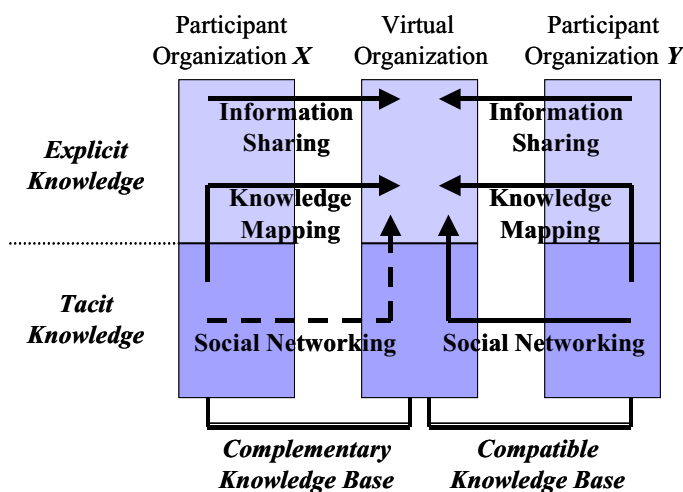 Participant
Organization X
Virtual
Organization
Participant
Organization Y
Explicit
Knowledge
Information
Sharing
Information
Sharing
Knowledge
Mapping
Knowledge
Mapping
Tacit
Knowledge
Social Networking
Social Networking
Complementary
Knowledge Base
Compatible
Knowledge Base